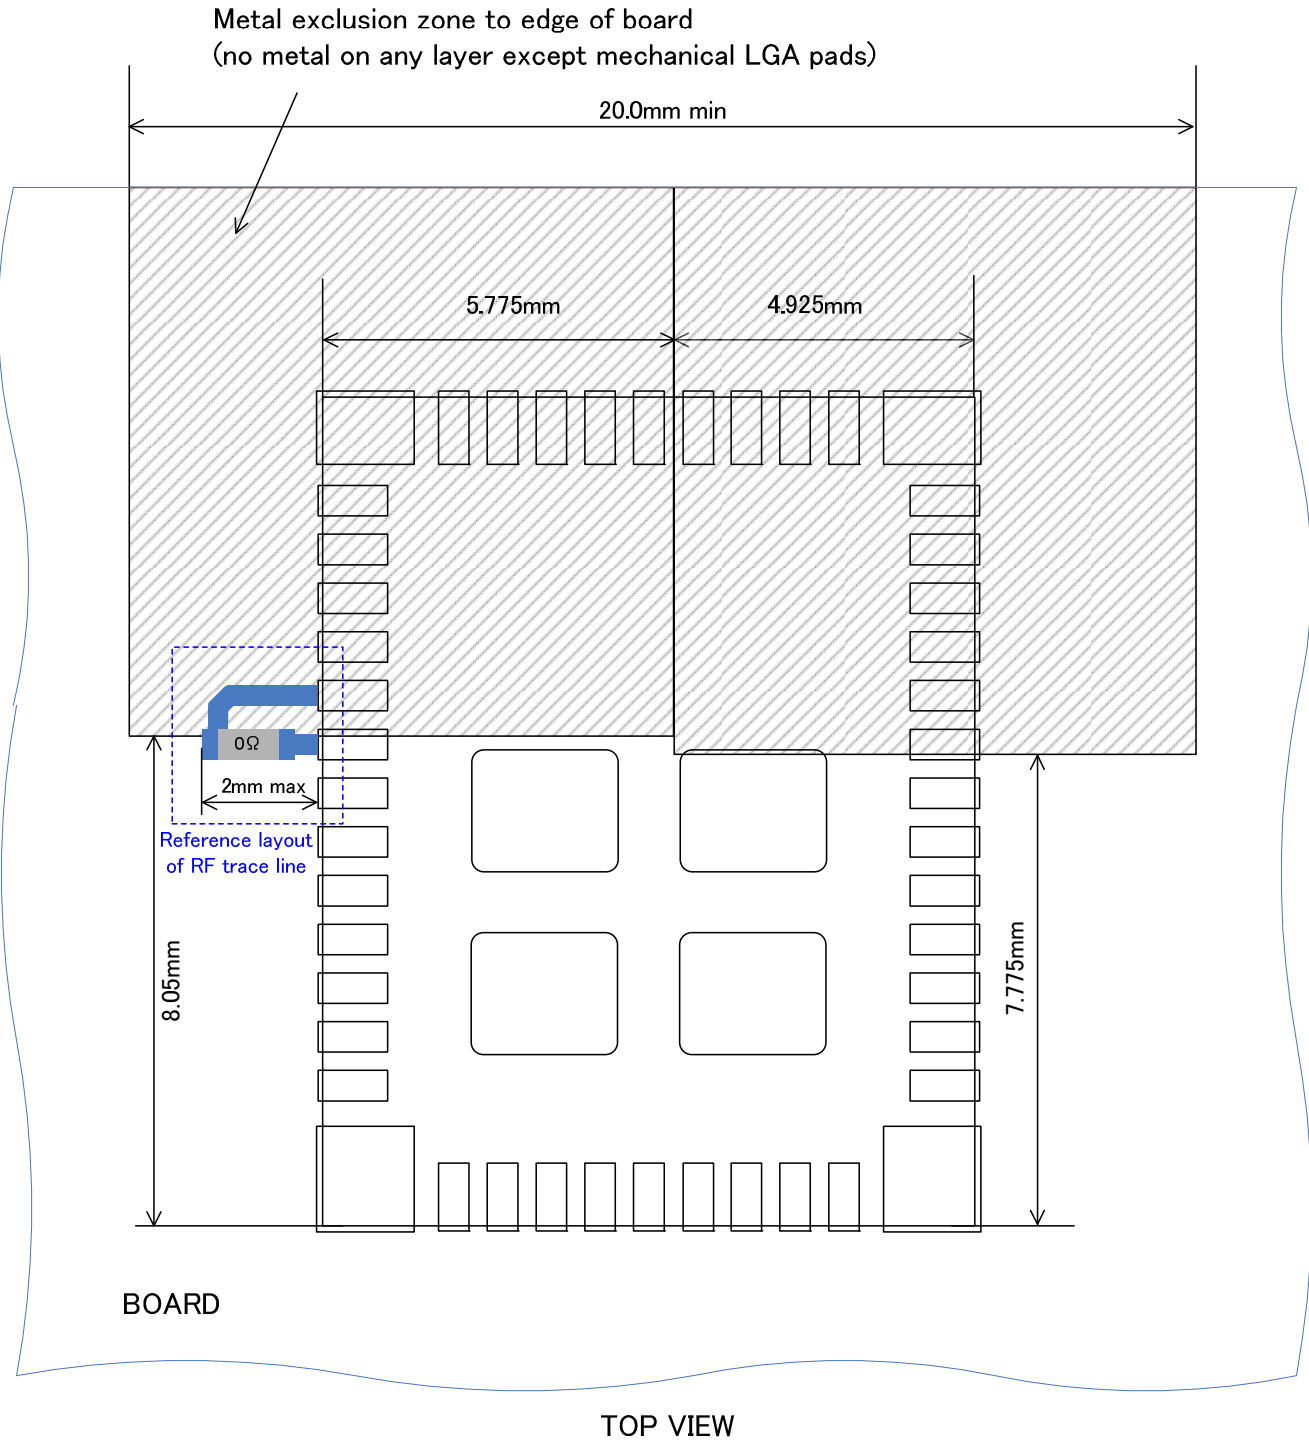 Metal exclusion zone to edge of board
(no metal on any layer except mechanical LGA pads)
20.0mm min
5.775mm
4.925mm
0Ω
2mm max
Reference layout
of RF trace line
8.05mm
7.775mm
BOARD
TOP VIEW